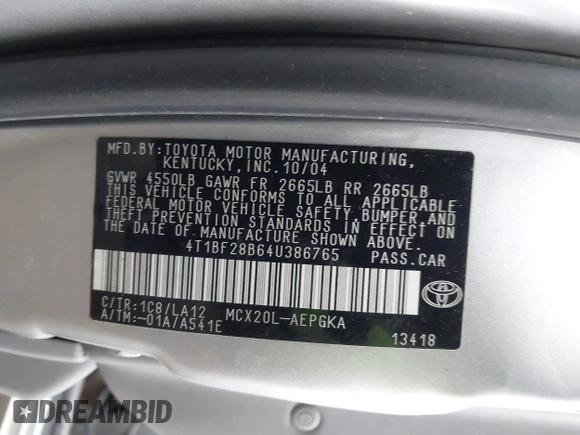 MFD.BY:TOYOTA MOTOR MANUFACTURING,
KENTUCKY, INC. 10/04
GVWR 4550LB GAWR FR 2665LB RR 2665LB
THIS VEHICLE CONFORMS TO ALL APPLICABLE
FEDERAL MOTOR VEHICLE SAFETY, BUMPER AND
THEFT PREVENTION STANDARDS IN EFFECT ON
THE DATE OF MANUFACTURE SHOWN ABOVE.
4T1BF28B64U386765 PASS.CAR
C/TR:1C8/LA12 MCX20L-AEPGKA
A/TM:-01A/A541E
13418
DREAMBID